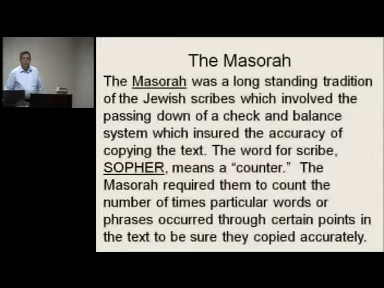 The Masorah
The Masorah was a long standing tradition
of the Jewish scribes which involved the
passing down of a check and balance
system which insured the accuracy of
copying the text. The word for scribe,
SOPHER, means a “counter.” The
Masorah required them to count the
number of times particular words or
phrases occurred through certain points in
the text to be sure they copied accurately.